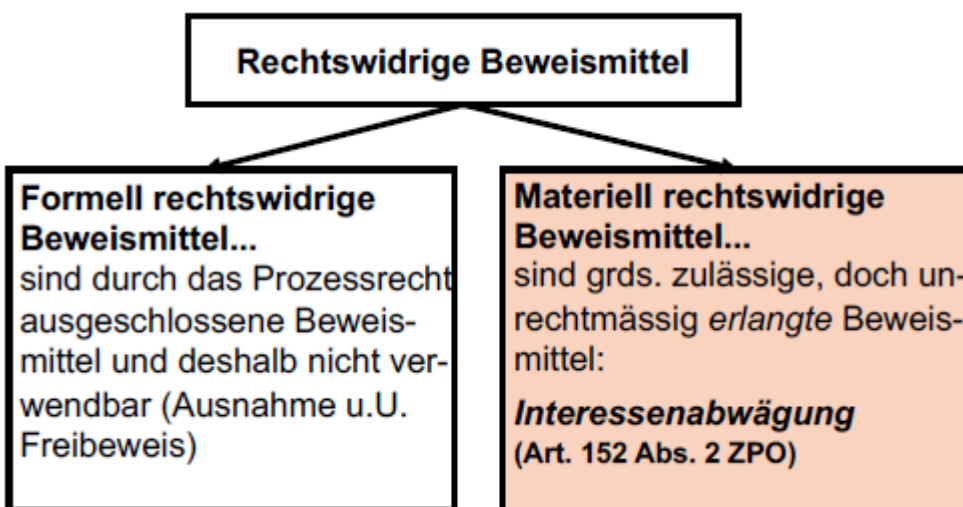 Rechtswidrige Beweismittel
Formell rechtswidrige
Beweismittel...
sind durch das Prozessrecht
ausgeschlossene Beweis-
mittel und deshalb nicht ver-
wendbar (Ausnahme u.U.
Freibeweis)
Materiell rechtswidrige
Beweismittel...
sind grds. zulässige, doch un-
rechtmässig erlangte Beweis-
mittel:
Interessenabwägung
(Art. 152 Abs. 2 ZPO)